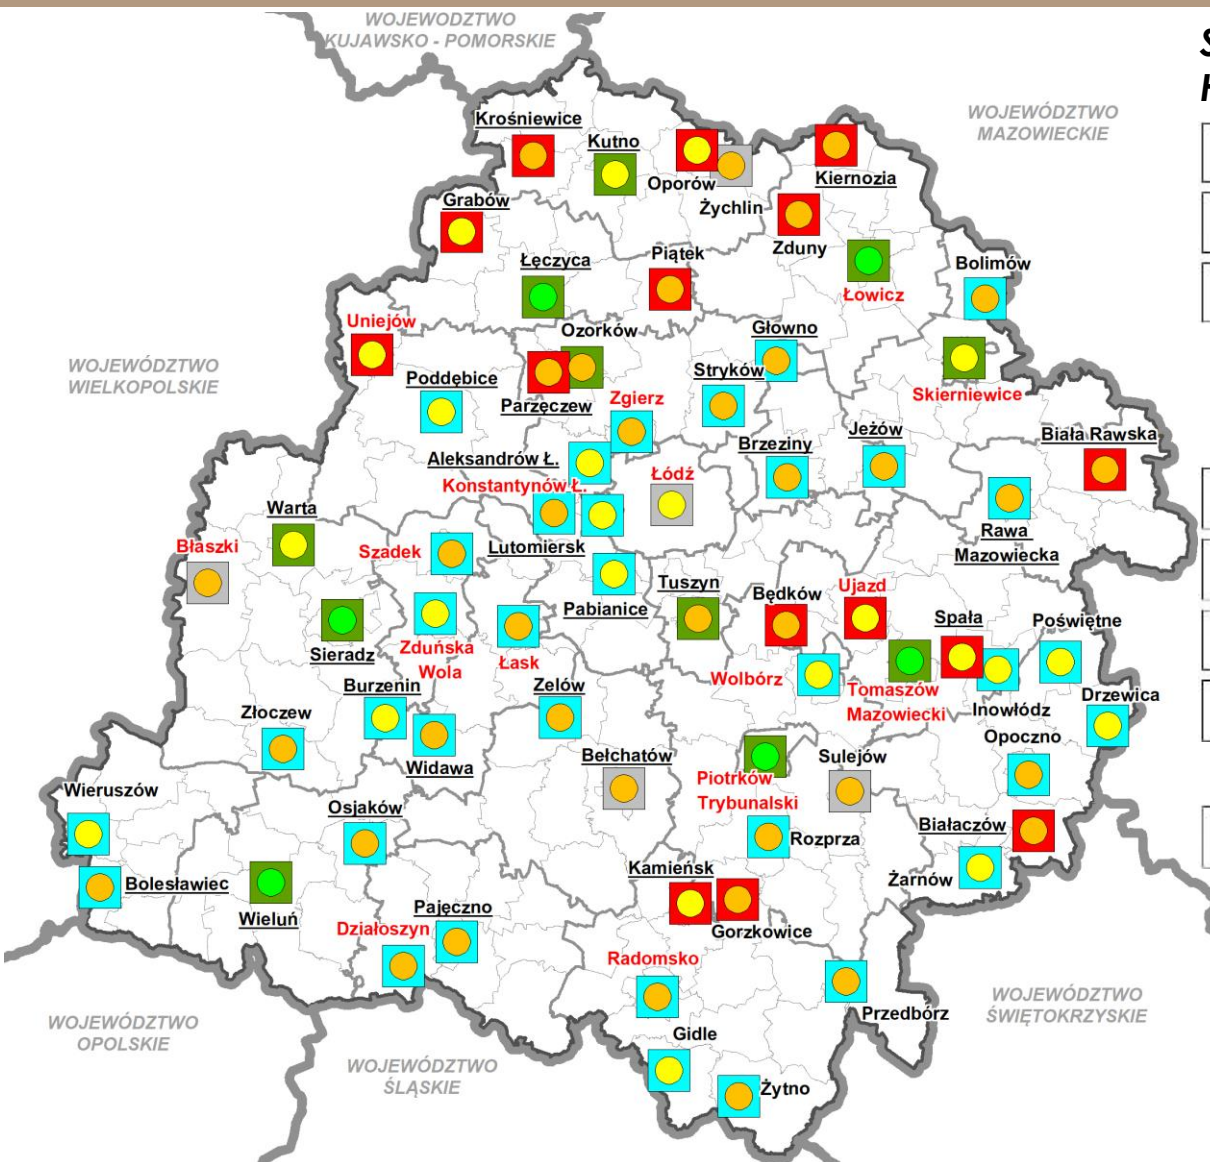 WOJEWÓDZTWO
KUJAWSKO - POMORSKIE
WOJEWÓDZTWO
MAZOWIECKIE
Krośniewice
Kutno
Oporów
Żychlin
Kiernozia
Grabów
Zduny
Łęczyca
Piątek
Bolimów
Łowicz
Uniejów
Ozorków
Głowno
WOJEWÓDZTWO
WIELKOPOLSKIE
Poddębice
Stryków
Skierniewice
Parzęczew
Zgierz
Aleksandrów Ł.
Brzeziny
Jeżów
Biała Rawska
Konstantynów Ł.
Łódź
Warta
Rawa
Mazowiecka
Błaszki
Szadek
Lutomiersk
Pabianice
Tuszyn
Będków
Ujazd
Spała
Poświętne
Sieradz
Zduńska
Wola
Łask
Wolbórz
Tomaszów
Mazowiecki
Inowłódz
Drzewica
Burzenin
Zelów
Złoczew
Widawa
Opoczno
Bełchatów
Sulejów
Piotrków
Trybunalski
Wieruszów
Osjaków
Rozprza
Białaczów
Bolesławiec
Kamieńsk
Żarnów
Wieluń
Działoszyn
Pajęczno
Gorzkowice
Radomsko
Przedbórz
WOJEWÓDZTWO
ŚWIĘTOKRZYSKIE
WOJEWÓDZTWO
OPOLSKIE
Gidle
WOJEWÓDZTWO
ŚLĄSKIE
Żytno